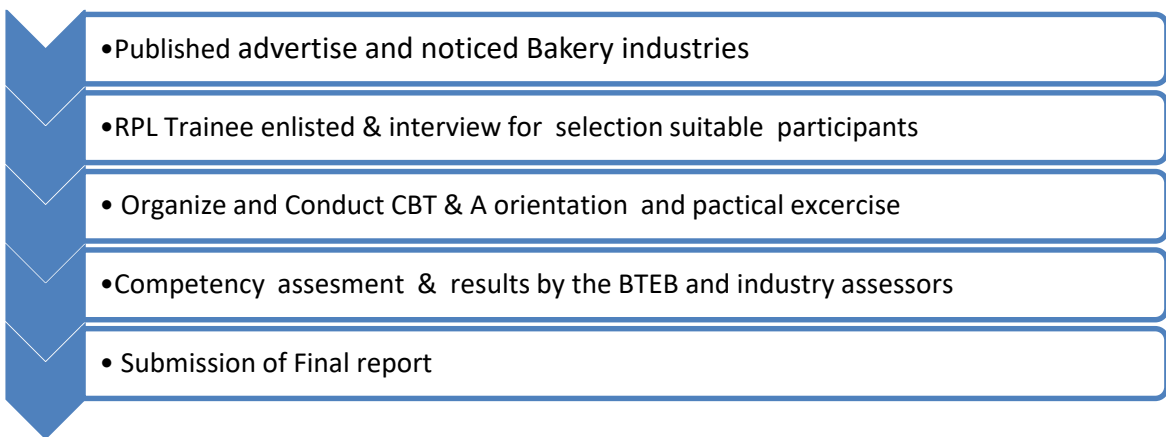 •Published advertise and noticed Bakery industries
•RPL Trainee enlisted & interview for selection suitable participants
• Organize and Conduct CBT & A orientation and pactical excercise
•Competency assesment & results by the BTEB and industry assessors
• Submission of Final report